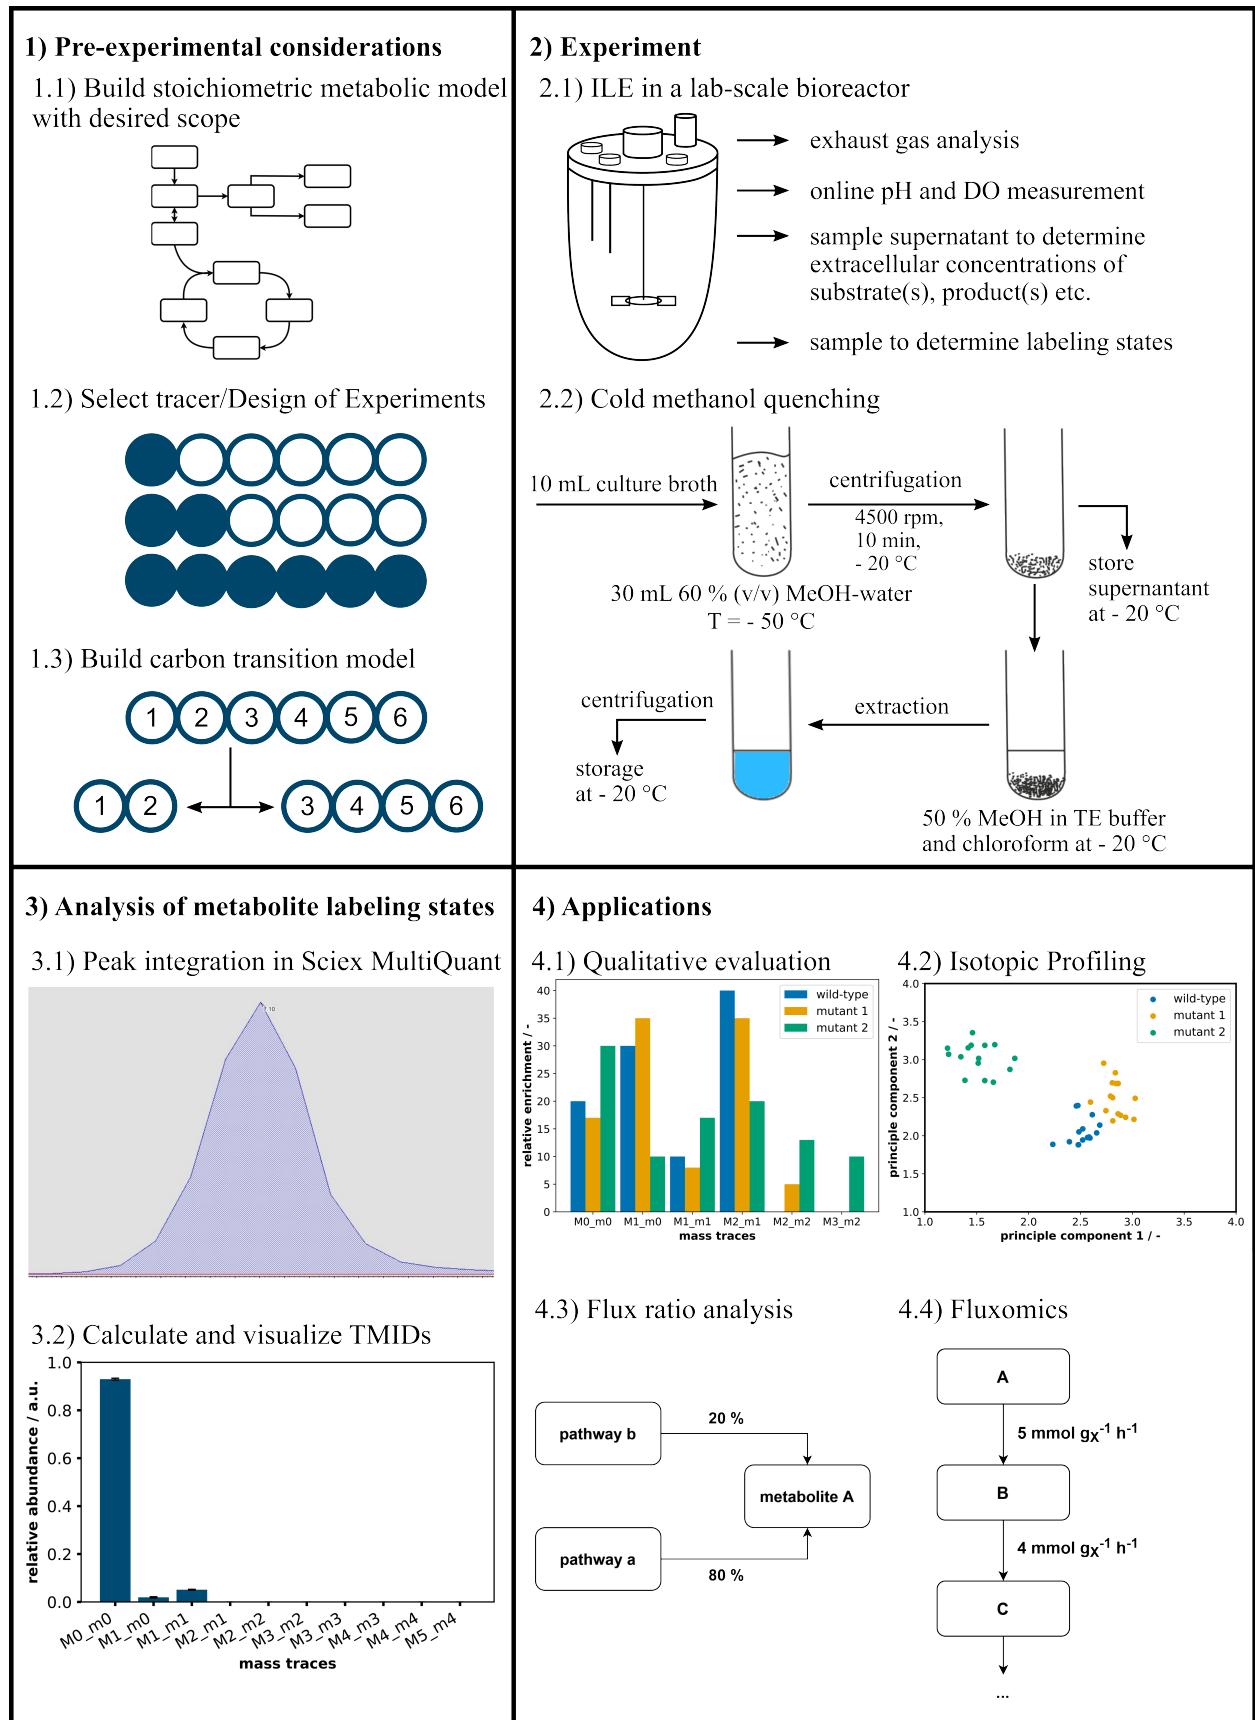 1) Pre-experimental considerations
1.1) Build stoichiometric metabolic model
with desired scope
1.2) Select tracer/Design of Experiments
1.3) Build carbon transition model
1 2 3 4 5 6
1 2
3 4 5 6
2) Experiment
2.1) ILE in a lab-scale bioreactor
exhaust gas analysis
online pH and DO measurement
sample supernatant to determine
extracellular concentrations of
substrate(s), product(s) etc.
sample to determine labeling states
2.2) Cold methanol quenching
10 mL culture broth
30 mL 60 % (v/v) MeOH-water
T = - 50 °C
centrifugation
4500 rpm,
10 min,
- 20 °C
store
supernantant
at - 20 °C
50 % MeOH in TE buffer
and chloroform at - 20 °C
extraction
centrifugation
storage
at - 20 °C
3) Analysis of metabolite labeling states
3.1) Peak integration in Sciex MultiQuant
3.2) Calculate and visualize TMIDs
relative abundance / a.u.
1.0
0.8
0.6
0.4
0.2
0.0
M0_m0 M1_m0 M1_m1 M2_m1 M2_m2 M3_m2 M3_m3 M4_m3 M4_m4 M5_m4
mass traces
4) Applications
4.1) Qualitative evaluation
relative enrichment / -
40
35
30
25
20
15
10
5
0
wild-type
mutant 1
mutant 2
M0_m0 M1_m0 M1_m1 M2_m1 M2_m2 M3_m2
mass traces
4.2) Isotopic Profiling
principle component 2 / -
4.0
3.5
3.0
2.5
2.0
1.5
1.0
wild-type
mutant 1
mutant 2
1.0 1.5 2.0 2.5 3.0 3.5 4.0
principle component 1 / -
4.3) Flux ratio analysis
pathway b
20 %
metabolite A
pathway a
80 %
4.4) Fluxomics
A
5 mmol gx⁻¹ h⁻¹
B
4 mmol gx⁻¹ h⁻¹
C
...